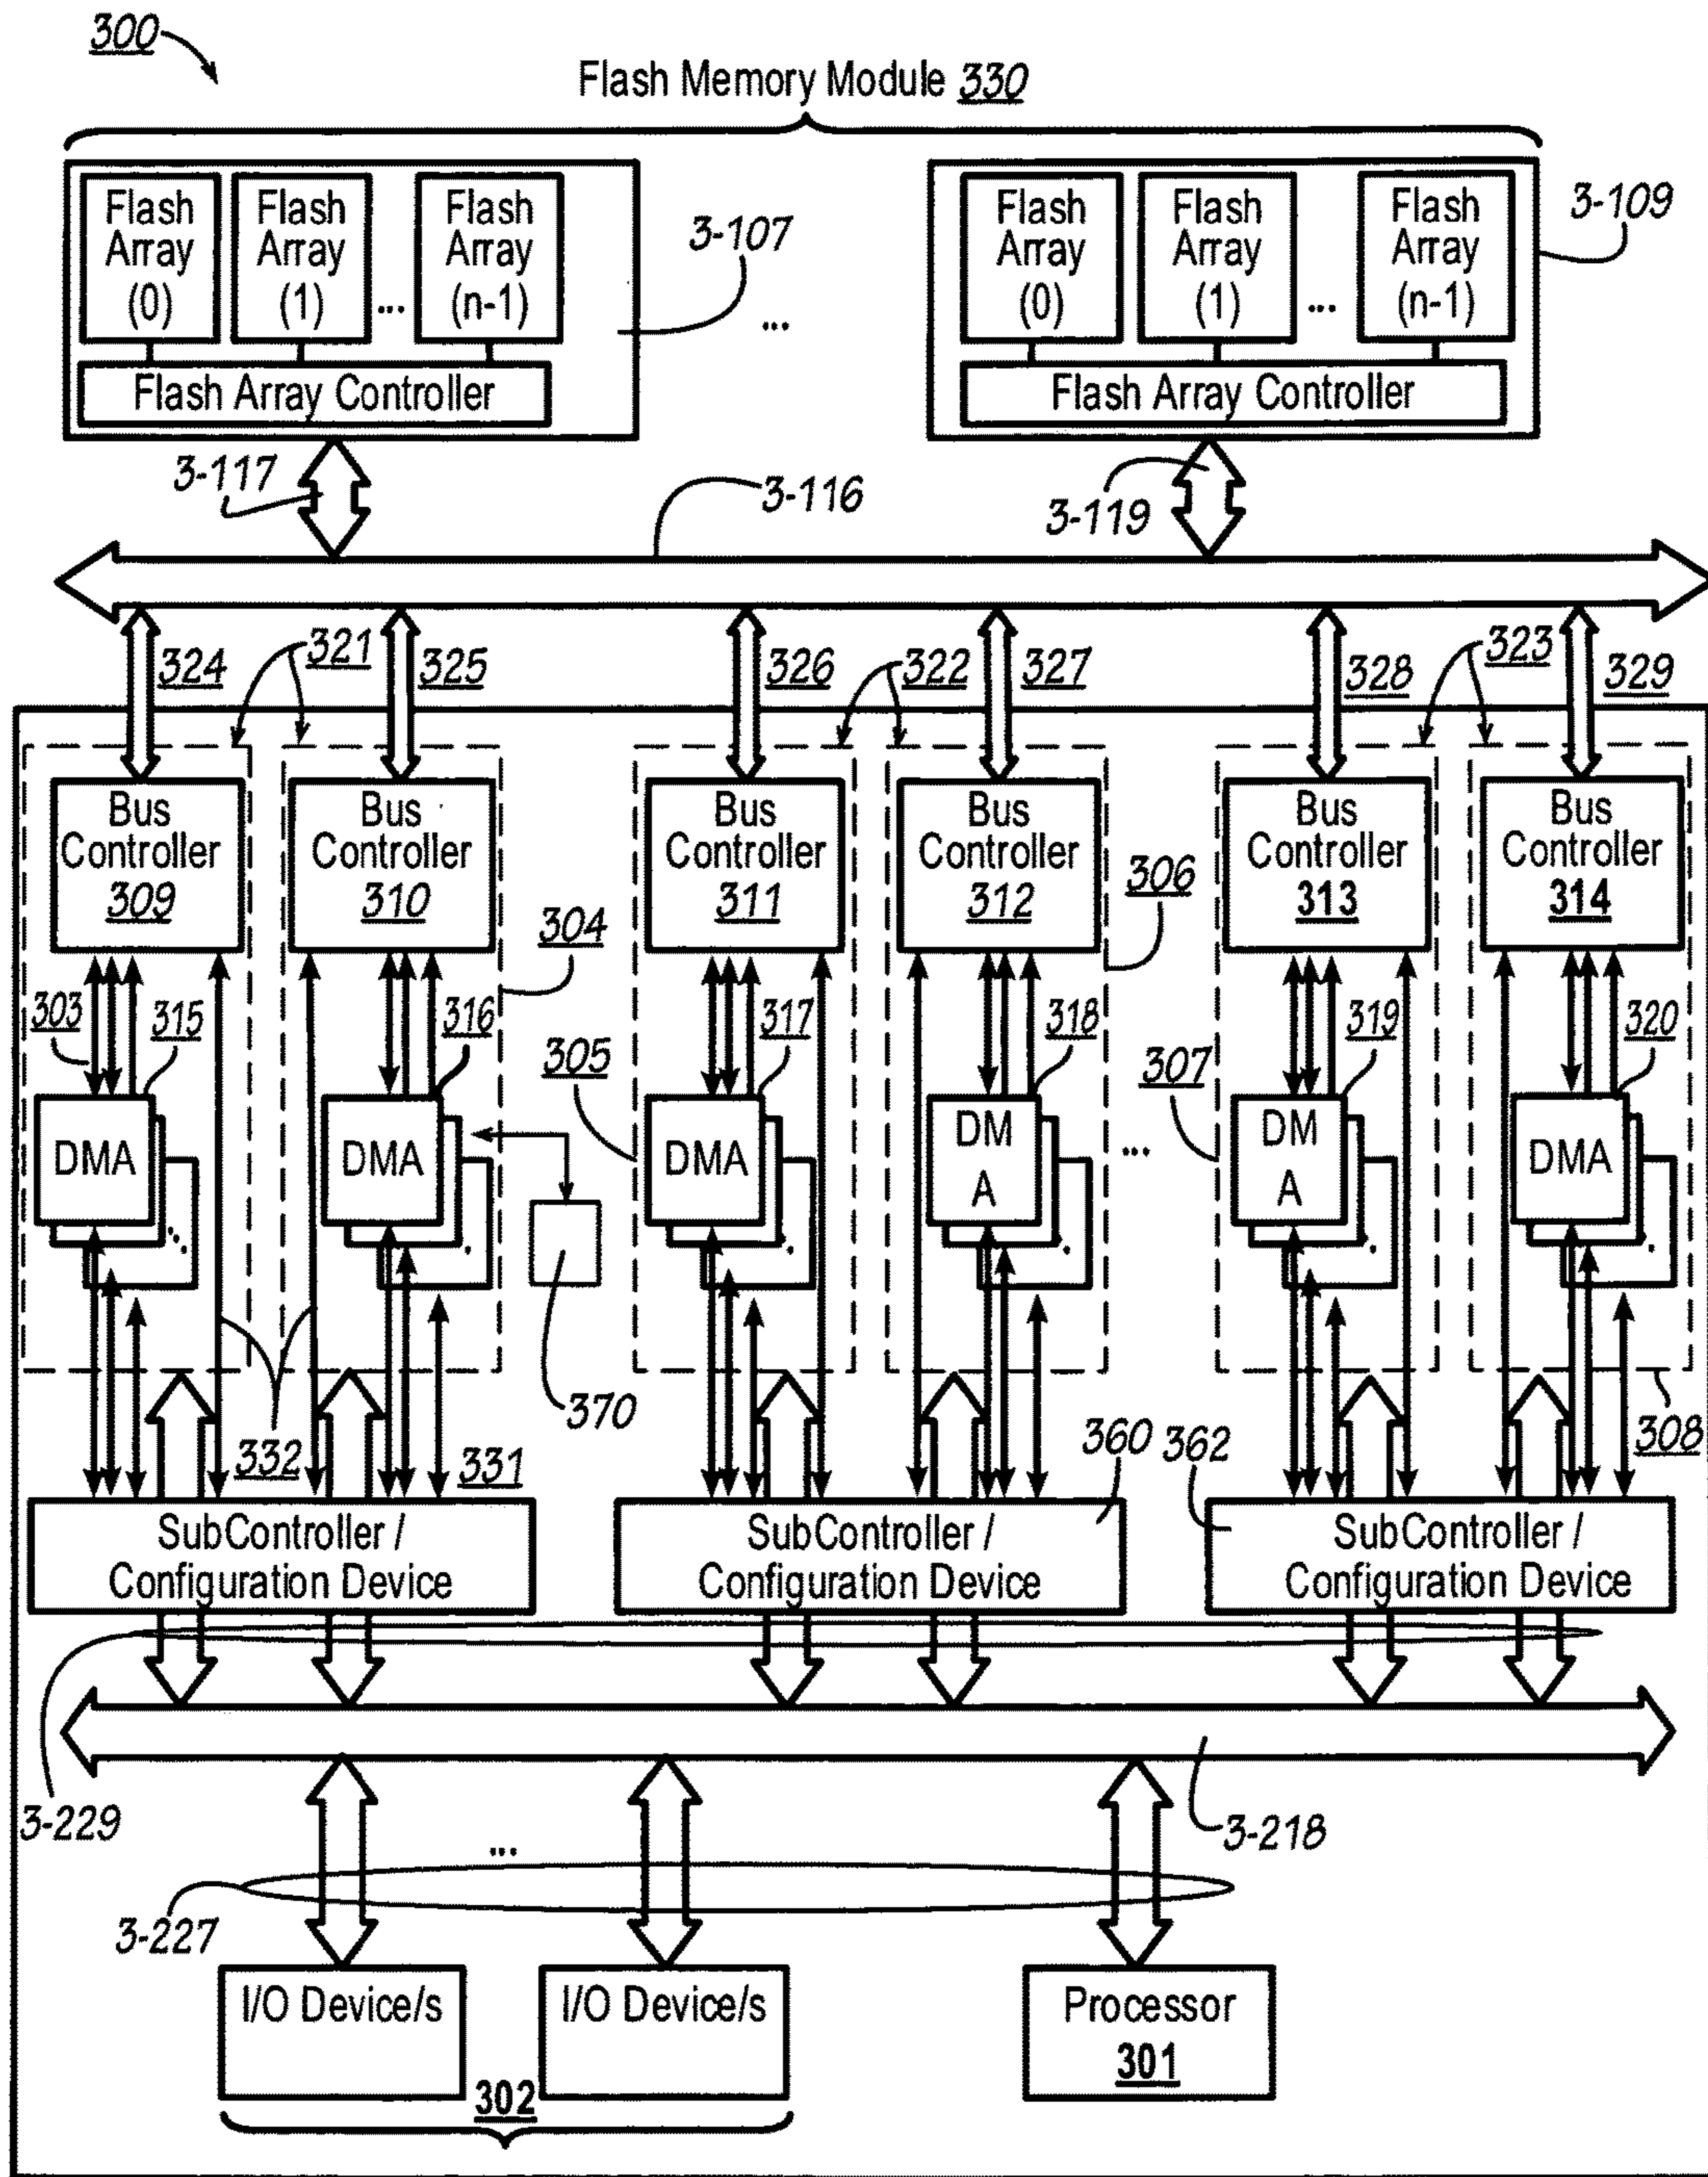 300
Flash Memory Module 330
Flash Array (0)
Flash Array (1)
...
Flash Array (n-1)
3-107
...
Flash Array (0)
Flash Array (1)
...
Flash Array (n-1)
3-109
Flash Array Controller
Flash Array Controller
3-117
3-116
3-119
324
321
325
326
322
327
328
323
329
Bus Controller 309
Bus Controller 310
Bus Controller 311
Bus Controller 312
Bus Controller 313
Bus Controller 314
304
306
303
315
316
305
317
318
307
319
320
DMA
DMA
DMA
DM A
...
DM A
DMA
370
332
331
360
362
308
SubController / Configuration Device
SubController / Configuration Device
SubController / Configuration Device
3-229
3-218
...
3-227
I/O Device/s
I/O Device/s
Processor 301
302